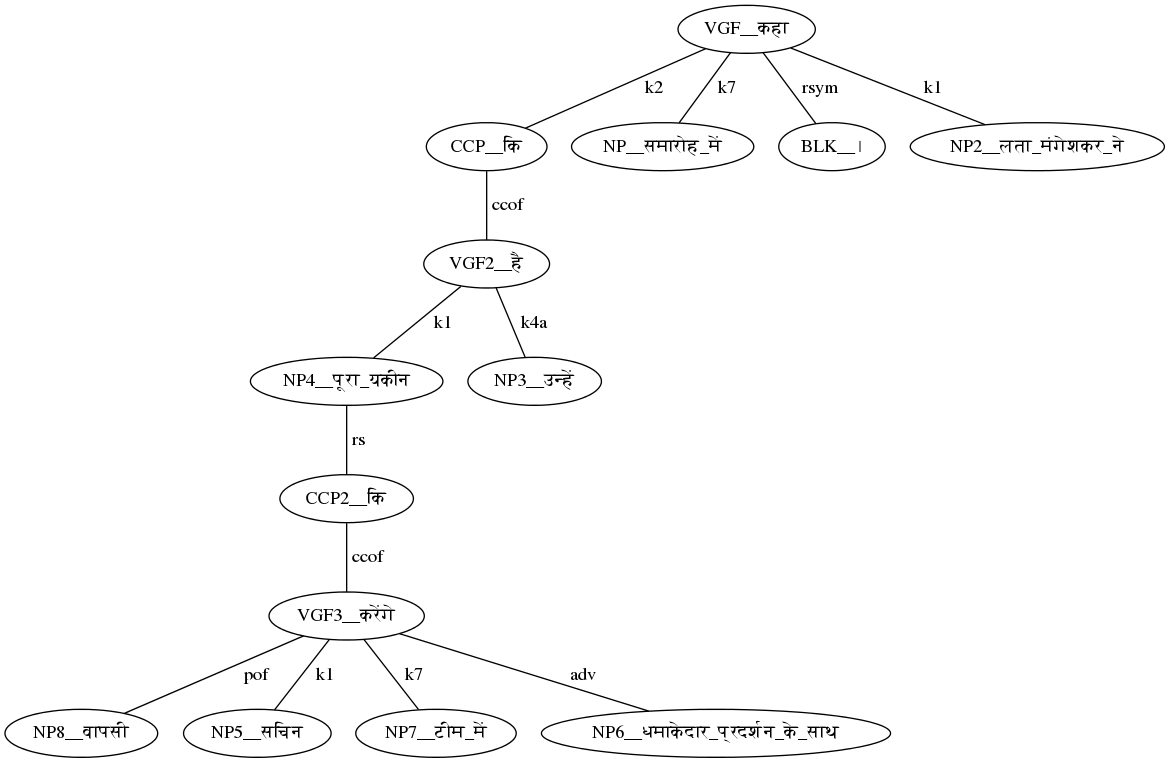 VGF__कहा
k2 k7 rsym k1
CCP__कि NP__समारोह_में BLK__। NP2__लता_मंगेशकर_ने
ccof
VGF2__है
k1 k4a
NP4__पूरा_यकीन NP3__उन्हें
rs
CCP2__कि
ccof
VGF3__करेंगे
pof k1 k7 adv
NP8__वापसी NP5__सचिन NP7__टीम_में NP6__धमाकेदार_प्रदर्शन_के_साथ